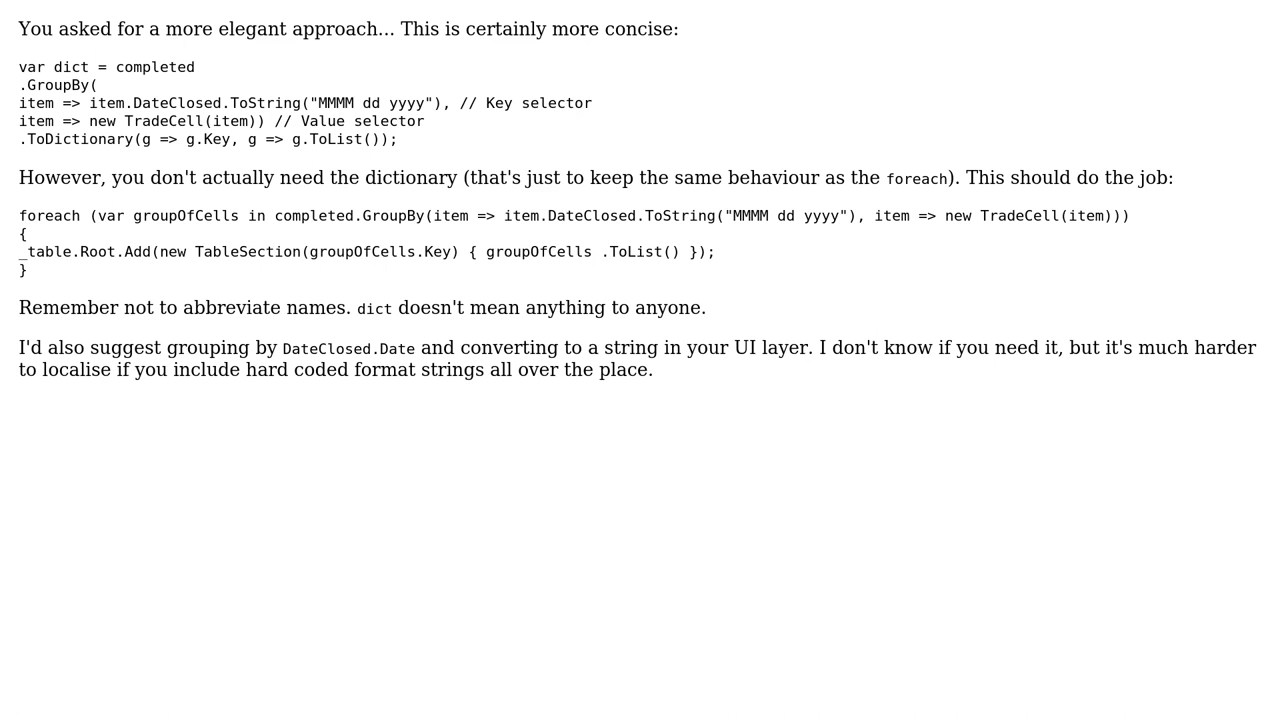 You asked for a more elegant approach... This is certainly more concise:
var dict = completed
.GroupBy(
item => item.DateClosed.ToString("MMMM dd yyyy"), // Key selector
item => new TradeCell(item)) // Value selector
.ToDictionary(g => g.Key, g => g.ToList());
However, you don't actually need the dictionary (that's just to keep the same behaviour as the foreach). This should do the job:
foreach (var groupOfCells in completed.GroupBy(item => item.DateClosed.ToString("MMMM dd yyyy"), item => new TradeCell(item)))
{
_table.Root.Add(new TableSection(groupOfCells.Key) { groupOfCells .ToList() });
}
Remember not to abbreviate names. dict doesn't mean anything to anyone.
I'd also suggest grouping by DateClosed.Date and converting to a string in your UI layer. I don't know if you need it, but it's much harder
to localise if you include hard coded format strings all over the place.